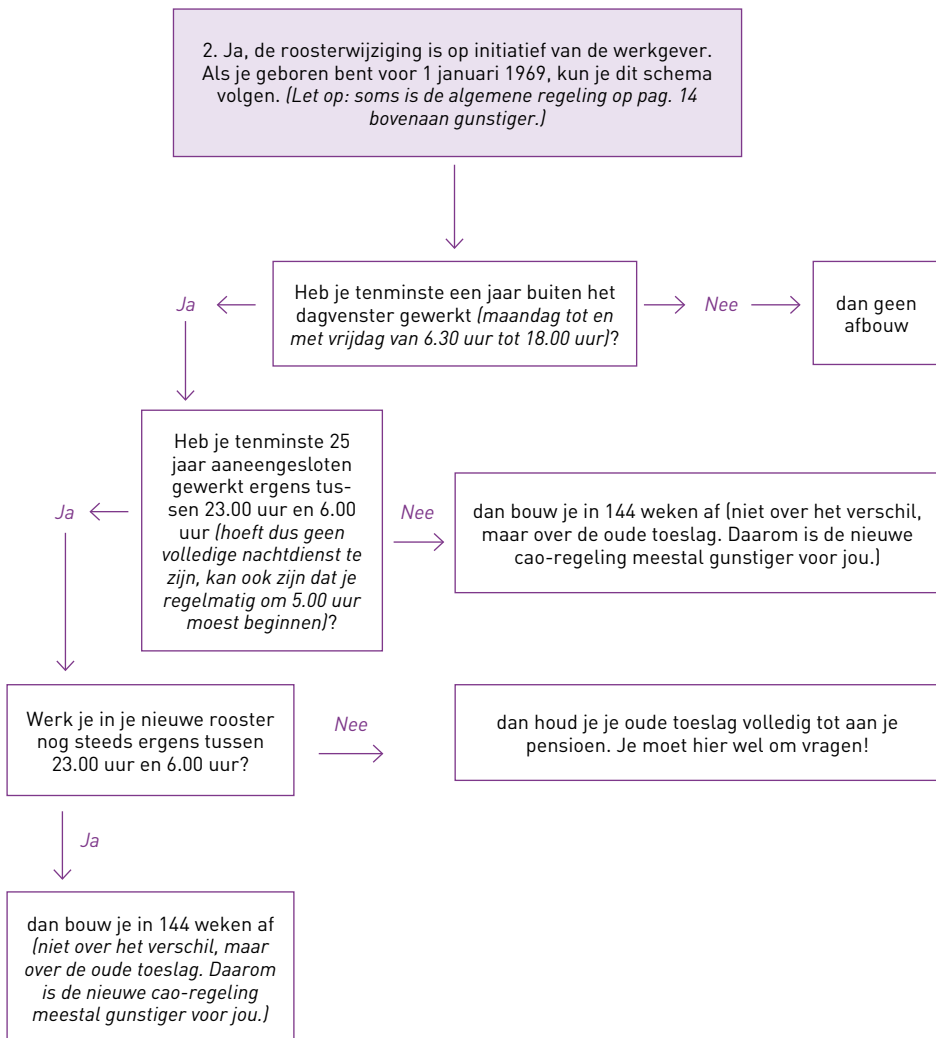 2. Ja, de roosterwijziging is op initiatief van de werkgever.
Als je geboren bent voor 1 januari 1969, kun je dit schema
volgen. (Let op: soms is de algemene regeling op pag. 14
bovenaan gunstiger.)
Heb je tenminste een jaar buiten het
dagvenster gewerkt (maandag tot en
met vrijdag van 6.30 uur tot 18.00 uur)?
Ja
Nee
dan geen
afbouw
Heb je tenminste 25
jaar aaneengesloten
gewerkt ergens tus-
sen 23.00 uur en 6.00
uur (hoeft dus geen
volledige nachtdienst te
zijn, kan ook zijn dat je
regelmatig om 5.00 uur
moest beginnen)?
Ja
Nee
dan bouw je in 144 weken af (niet over het verschil,
maar over de oude toeslag. Daarom is de nieuwe
cao-regeling meestal gunstiger voor jou.)
Werk je in je nieuwe rooster
nog steeds ergens tussen
23.00 uur en 6.00 uur?
Nee
dan houd je je oude toeslag volledig tot aan je
pensioen. Je moet hier wel om vragen!
Ja
dan bouw je in 144 weken af
(niet over het verschil, maar
over de oude toeslag. Daarom
is de nieuwe cao-regeling
meestal gunstiger voor jou.)